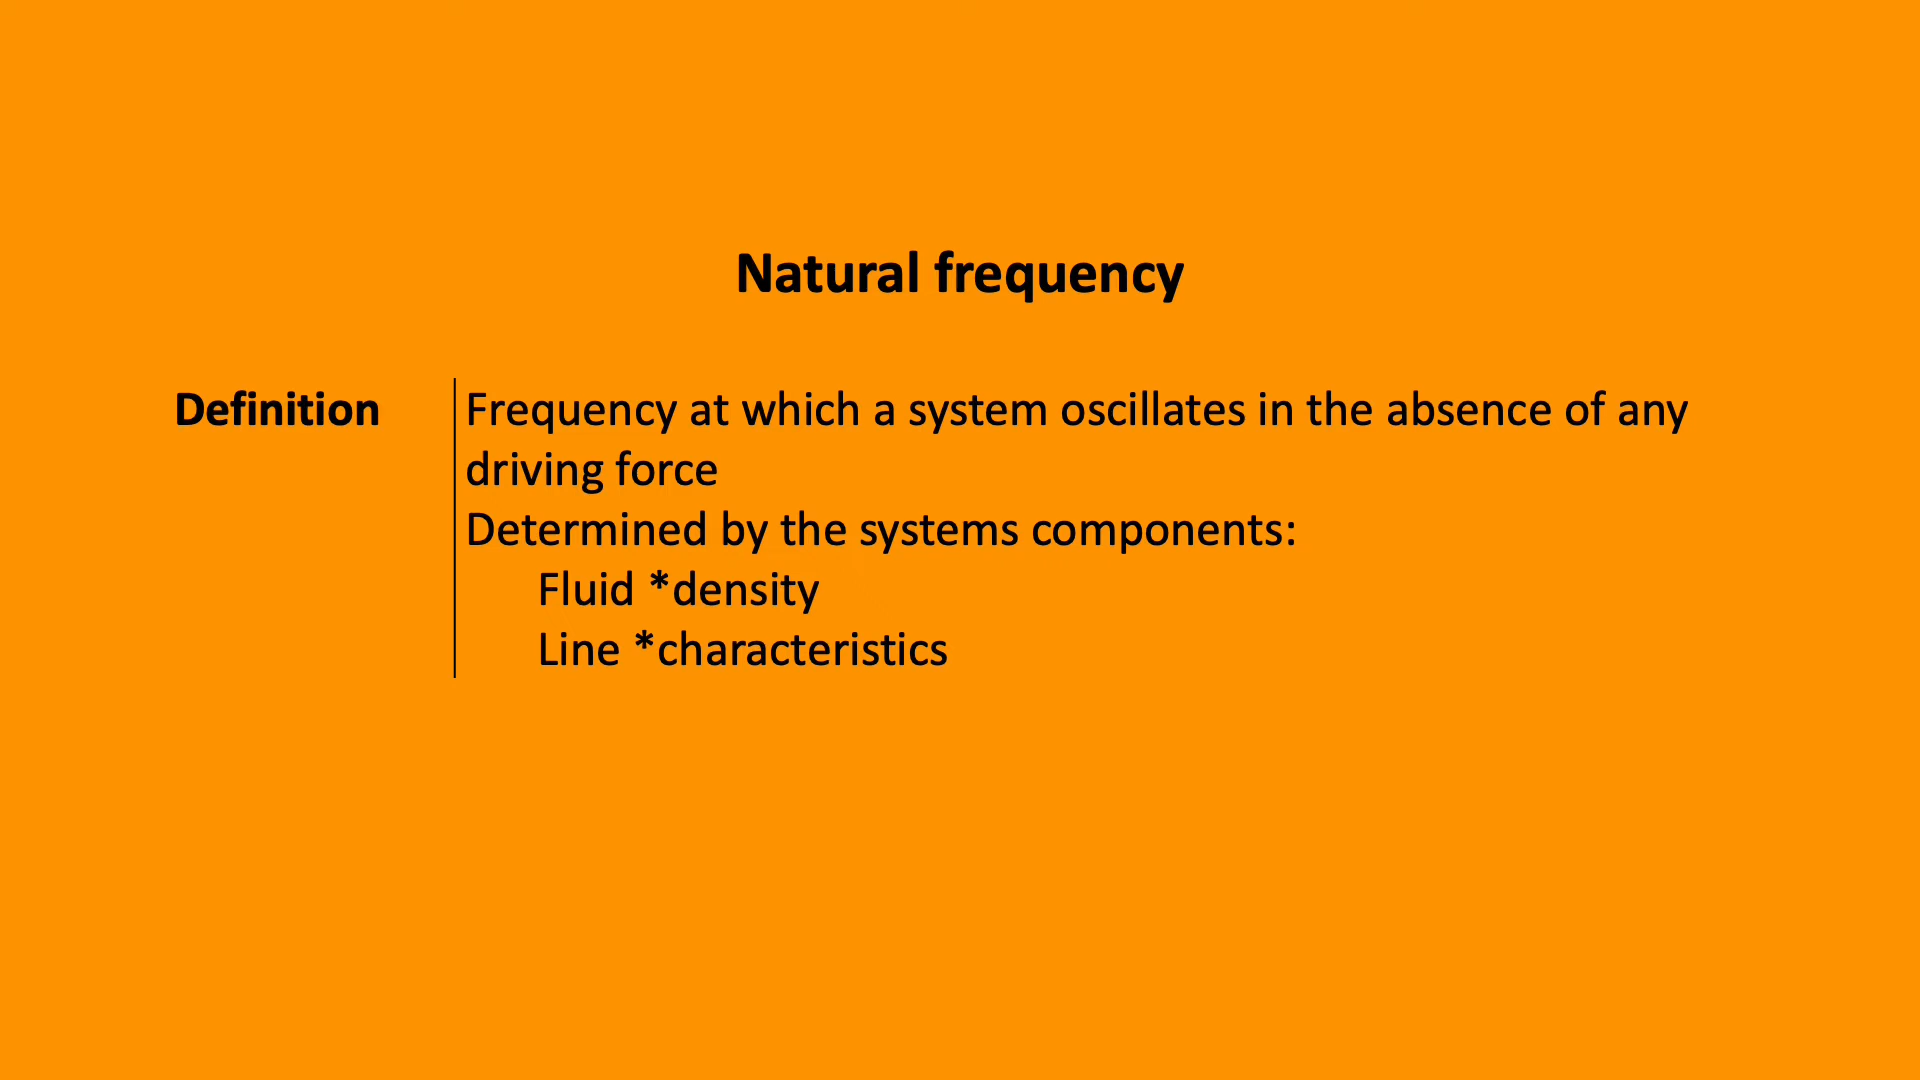 Natural frequency
Definition
Frequency at which a system oscillates in the absence of any
driving force
Determined by the systems components:
Fluid *density
Line *characteristics